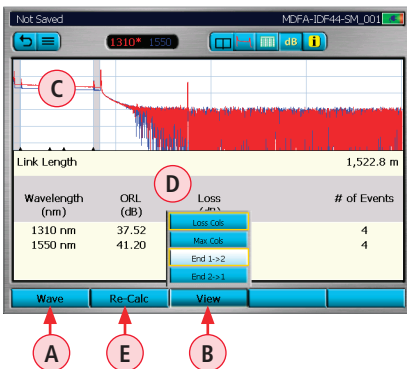 Not Saved MDFA-IDF44-SM_001
1310* 1550 dB i
C
Link Length 1,522.8 m
D
Wavelength ORL Loss # of Events
(nm) (dB) (dB)
Loss Cols
1310 nm 37.52 4
Max Cols
1550 nm 41.20 4
End 1->2
End 2->1
Wave Re-Calc View
A E B